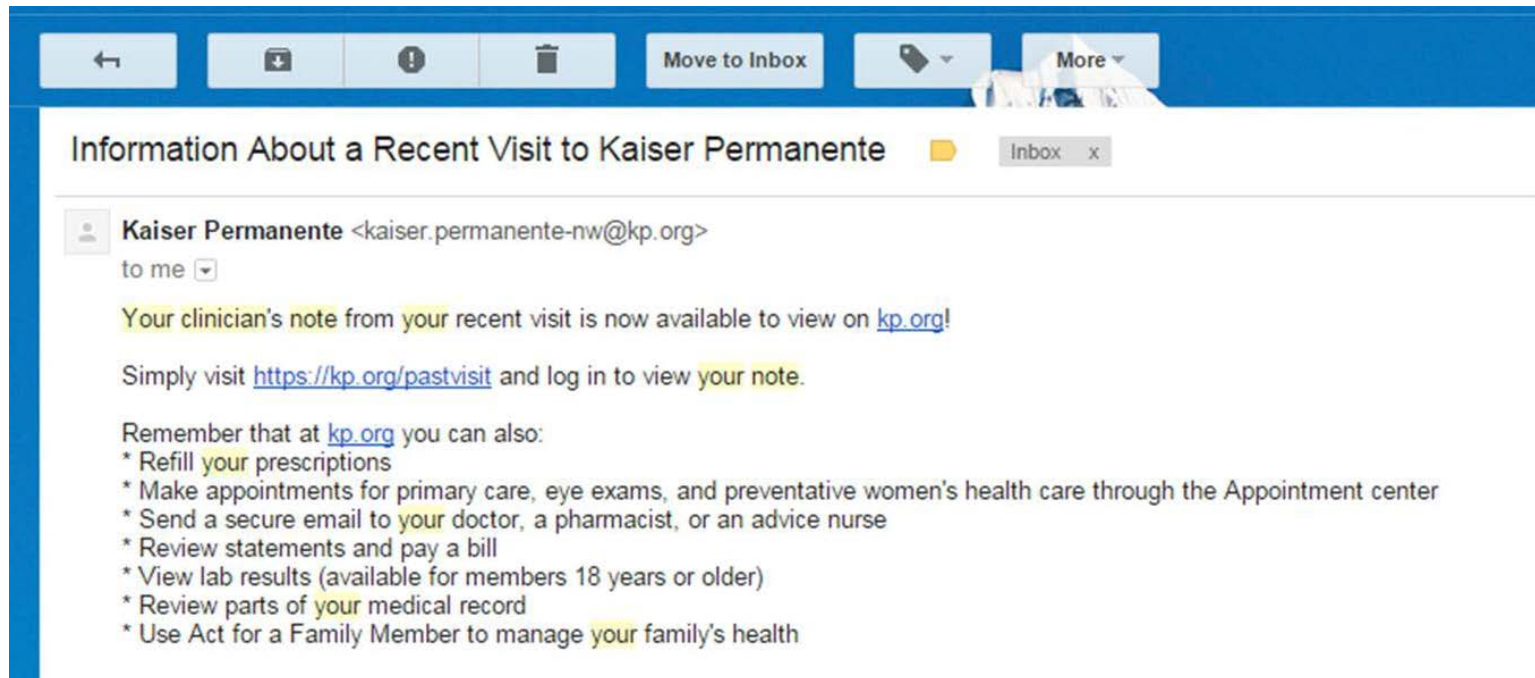 Move to Inbox More
Information About a Recent Visit to Kaiser Permanente Inbox x
Kaiser Permanente <kaiser.permanente-nw@kp.org>
to me
Your clinician's note from your recent visit is now available to view on kp.org!
Simply visit https://kp.org/pastvisit and log in to view your note.
Remember that at kp.org you can also:
* Refill your prescriptions
* Make appointments for primary care, eye exams, and preventative women's health care through the Appointment center
* Send a secure email to your doctor, a pharmacist, or an advice nurse
* Review statements and pay a bill
* View lab results (available for members 18 years or older)
* Review parts of your medical record
* Use Act for a Family Member to manage your family's health